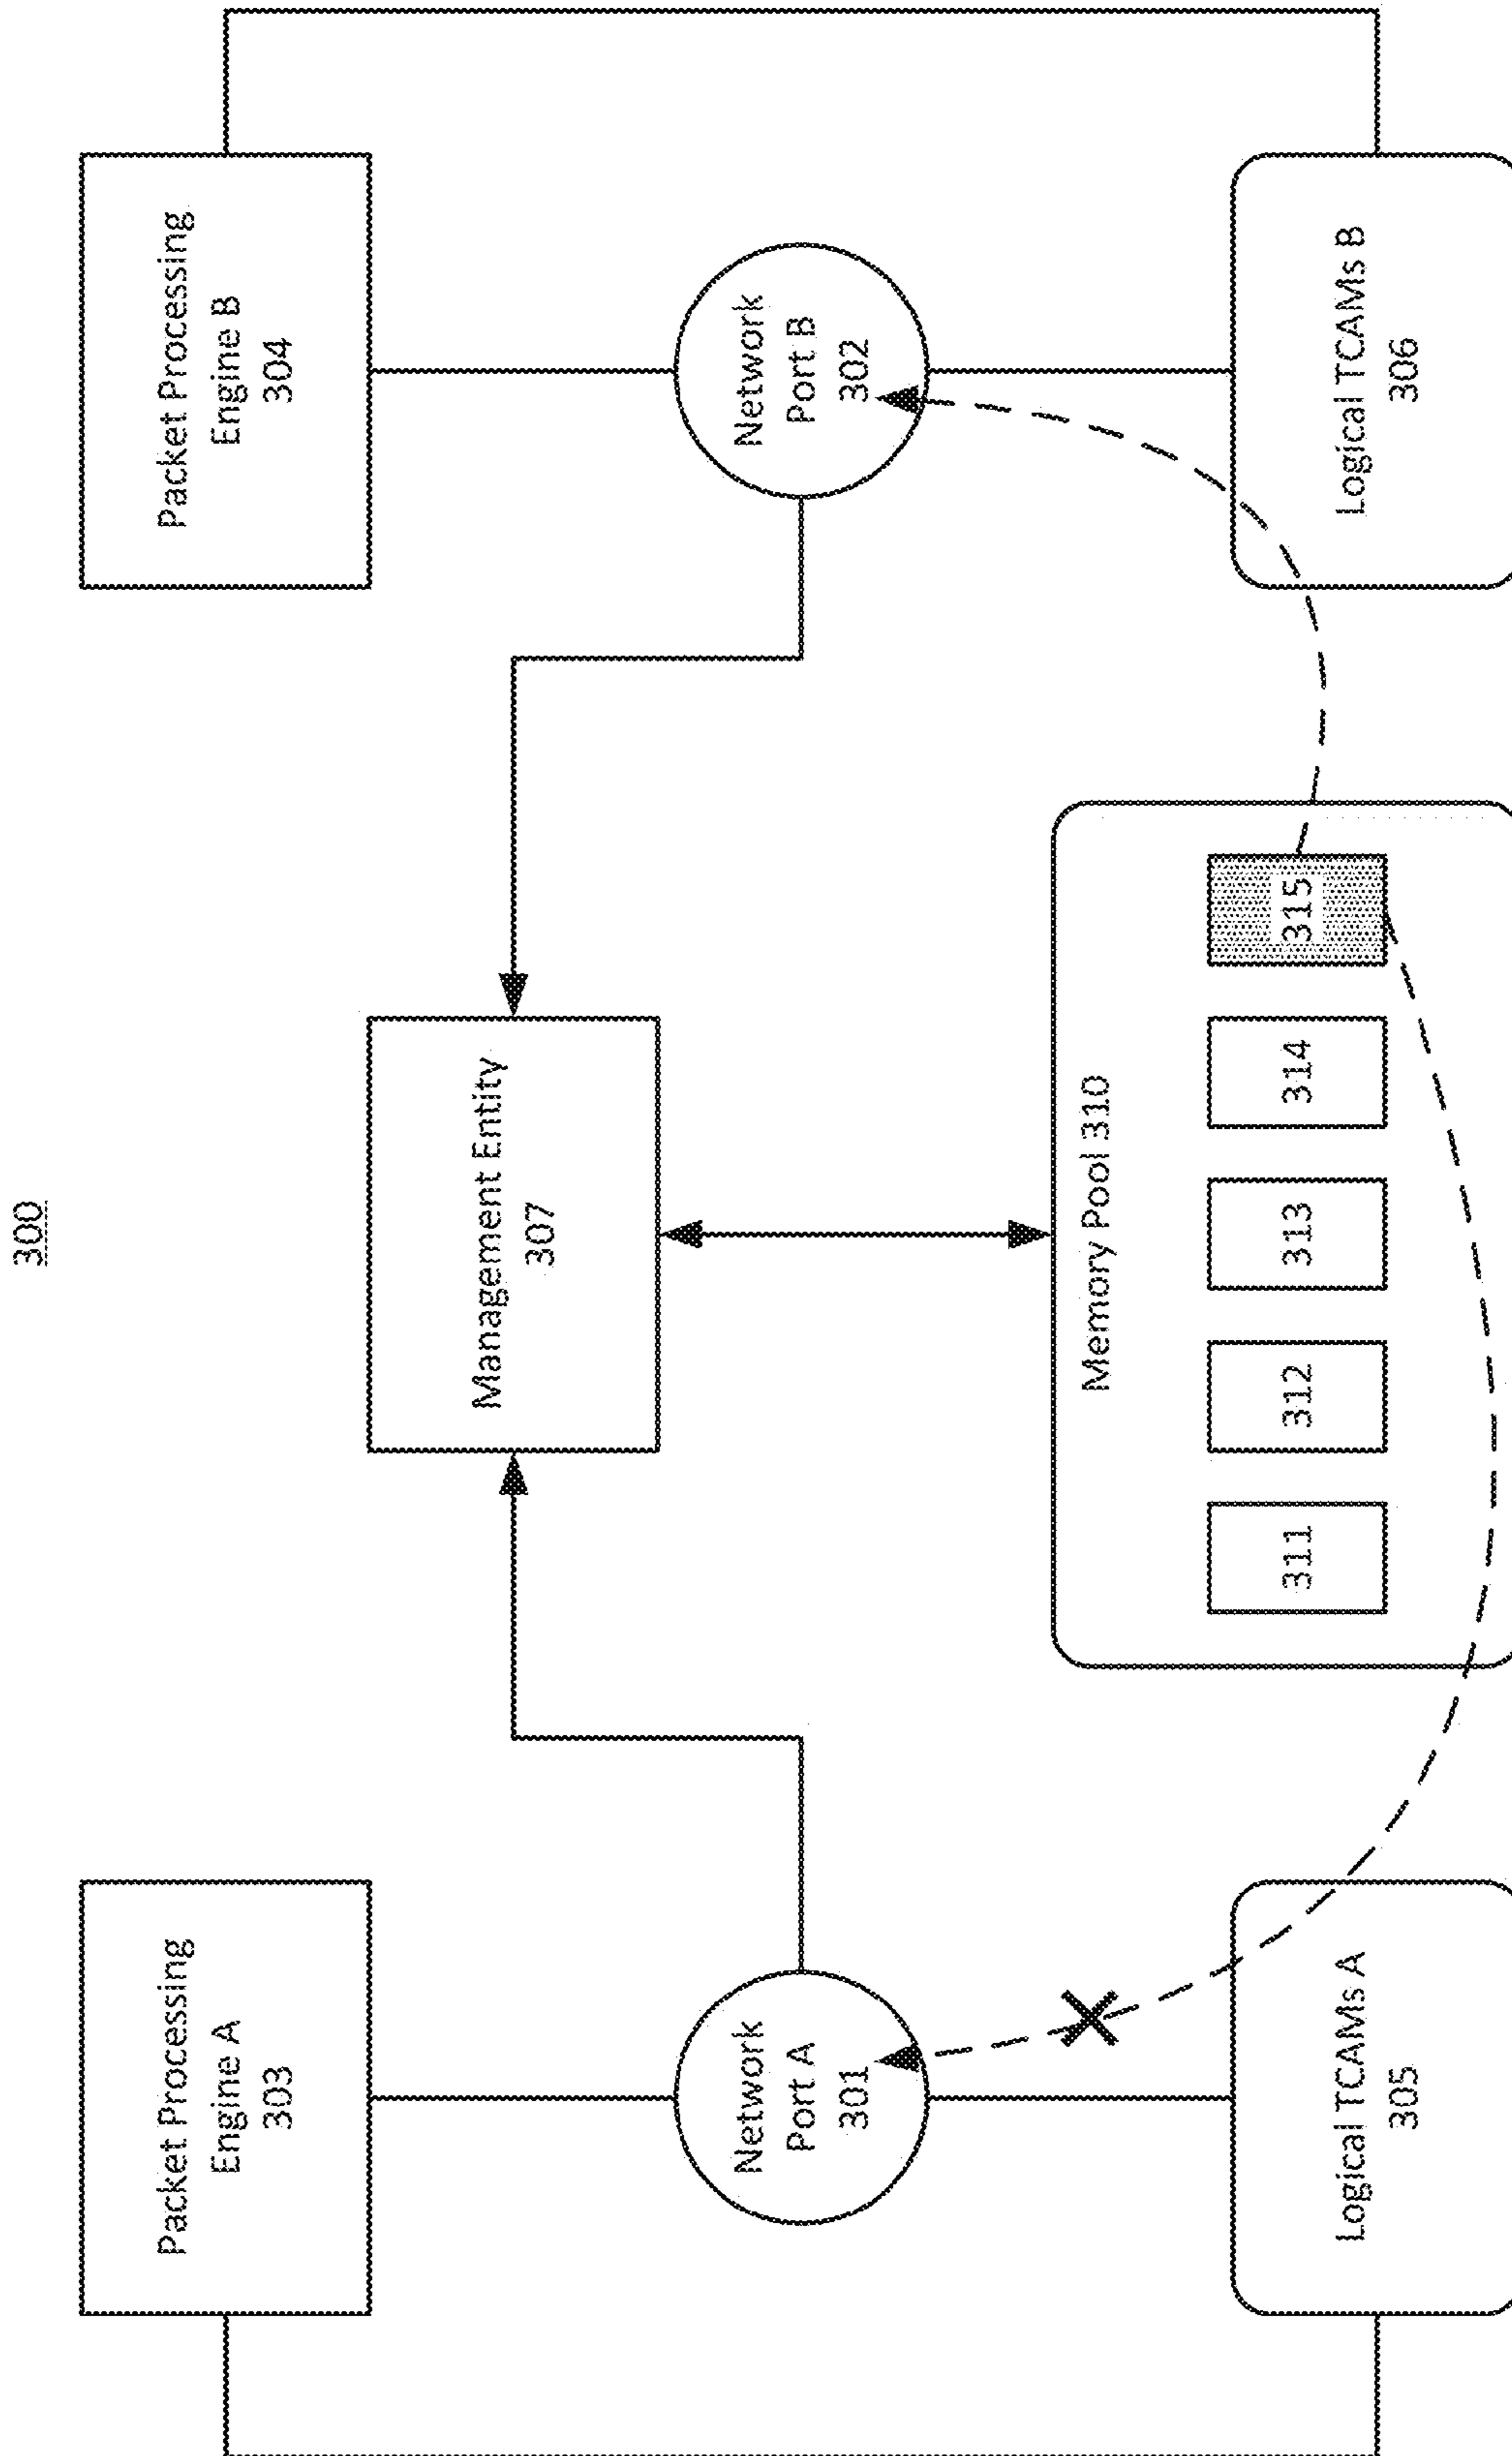 300
Packet Processing
Engine A
303
Packet Processing
Engine B
304
Management Entity
307
Network
Port A
301
Network
Port B
302
Memory Pool 310
311
312
313
314
315
Logical TCAMs A
305
Logical TCAMs B
306